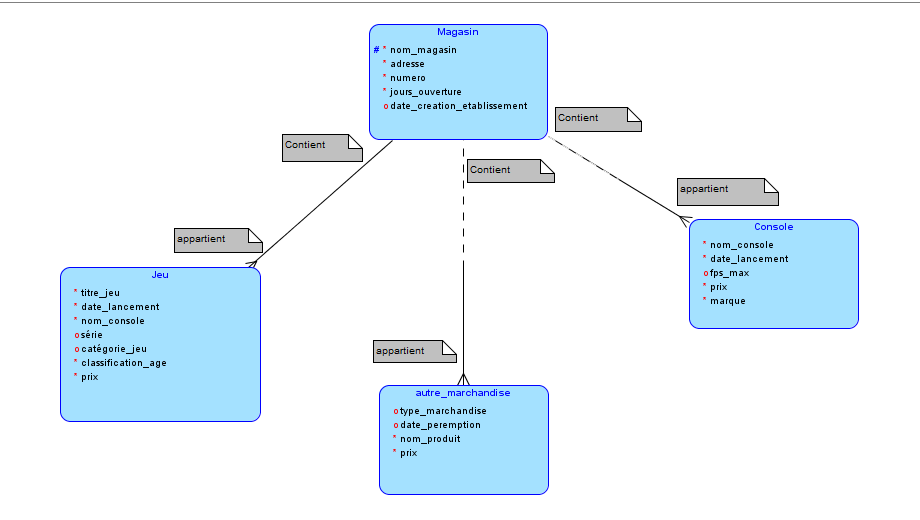 Magasin
# * nom_magasin
* adresse
* numero
* jours_ouverture
o date_creation_etablissement
Contient
Contient
Contient
appartient
appartient
appartient
Jeu
* titre_jeu
* date_lancement
* nom_console
o série
o catégorie_jeu
* classification_age
* prix
autre_marchandise
o type_marchandise
o date_peremption
* nom_produit
* prix
Console
* nom_console
* date_lancement
o fps_max
* prix
* marque